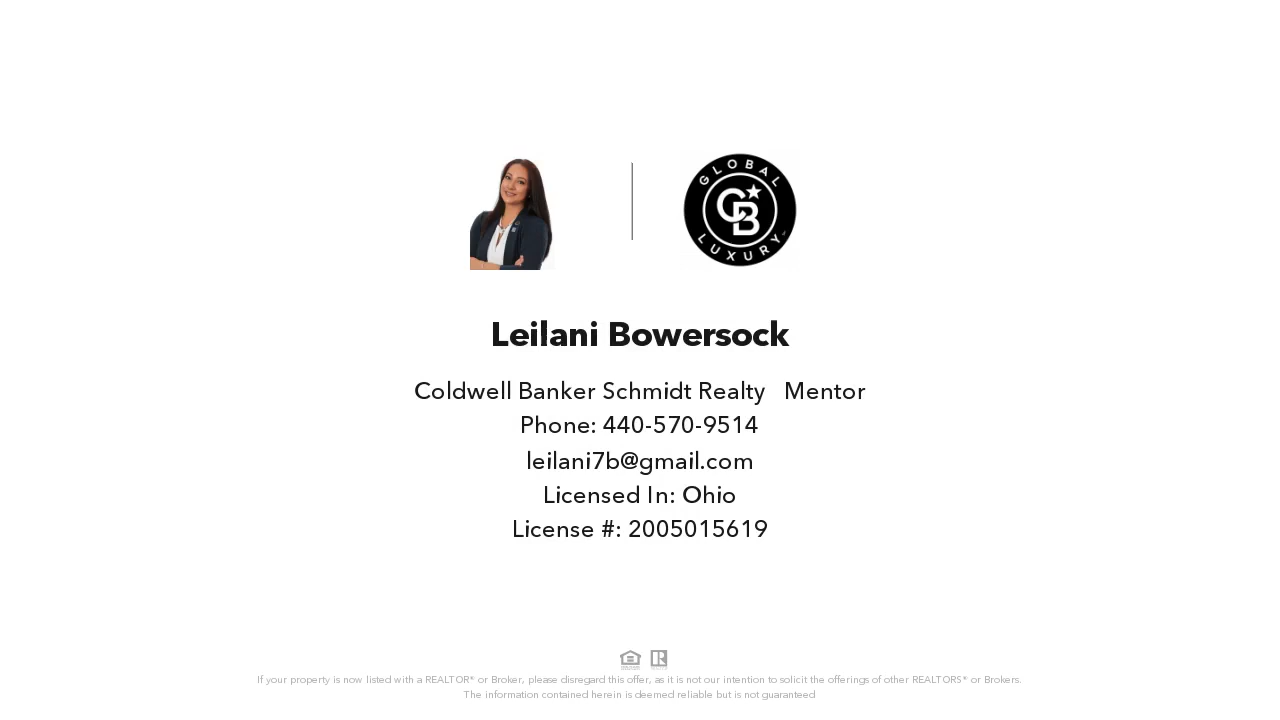 GLOBAL
CB
LUXURY
Leilani Bowersock
Coldwell Banker Schmidt Realty Mentor
Phone: 440-570-9514
leilani7b@gmail.com
Licensed In: Ohio
License #: 2005015619
If your property is now listed with a REALTOR® or Broker, please disregard this offer, as it is not our intention to solicit the offerings of other REALTORS® or Brokers.
The information contained herein is deemed reliable but is not guaranteed